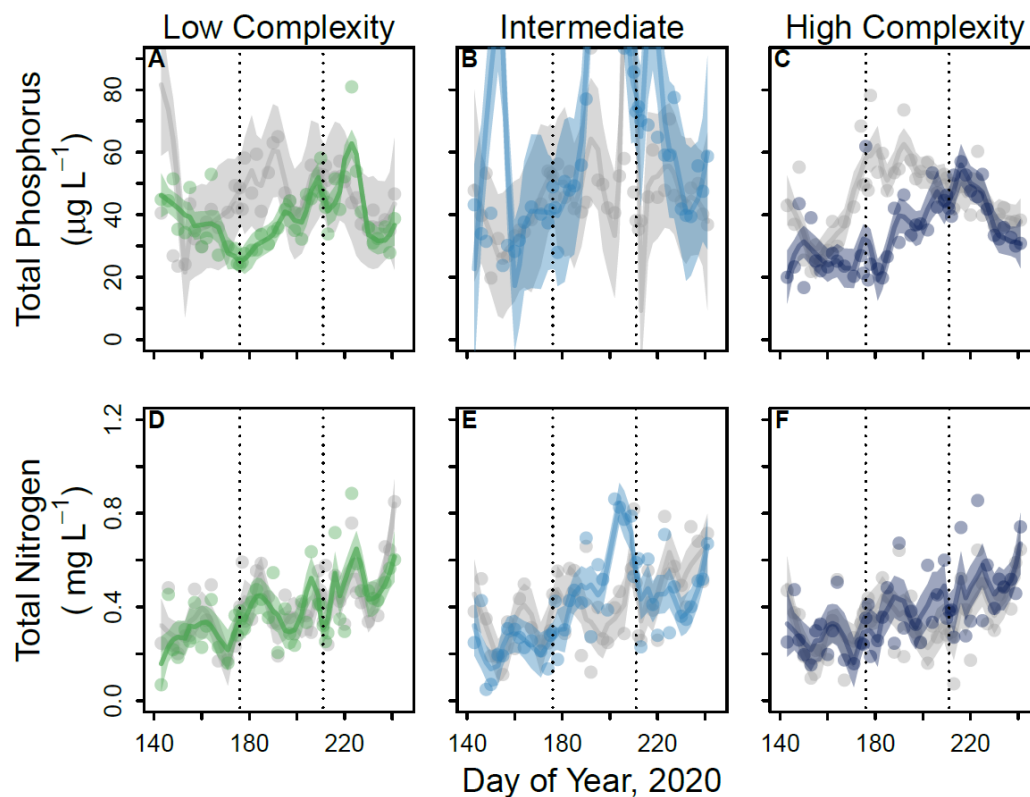 Low Complexity Intermediate High Complexity
A B C
Total Phosphorus
(µg L⁻¹)
0 20 40 60 80
D E F
Total Nitrogen
( mg L⁻¹)
0.0 0.4 0.8 1.2
140 180 220 140 180 220 140 180 220
Day of Year, 2020